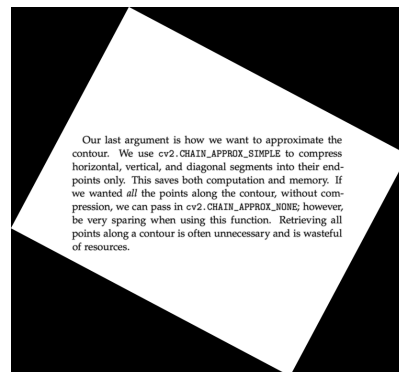 Our last argument is how we want to approximate the
contour. We use cv2.CHAIN_APPROX_SIMPLE to compress
horizontal, vertical, and diagonal segments into their end-
points only. This saves both computation and memory. If
we wanted all the points along the contour, without com-
pression, we can pass in cv2.CHAIN_APPROX_NONE; however,
be very sparing when using this function. Retrieving all
points along a contour is often unnecessary and is wasteful
of resources.